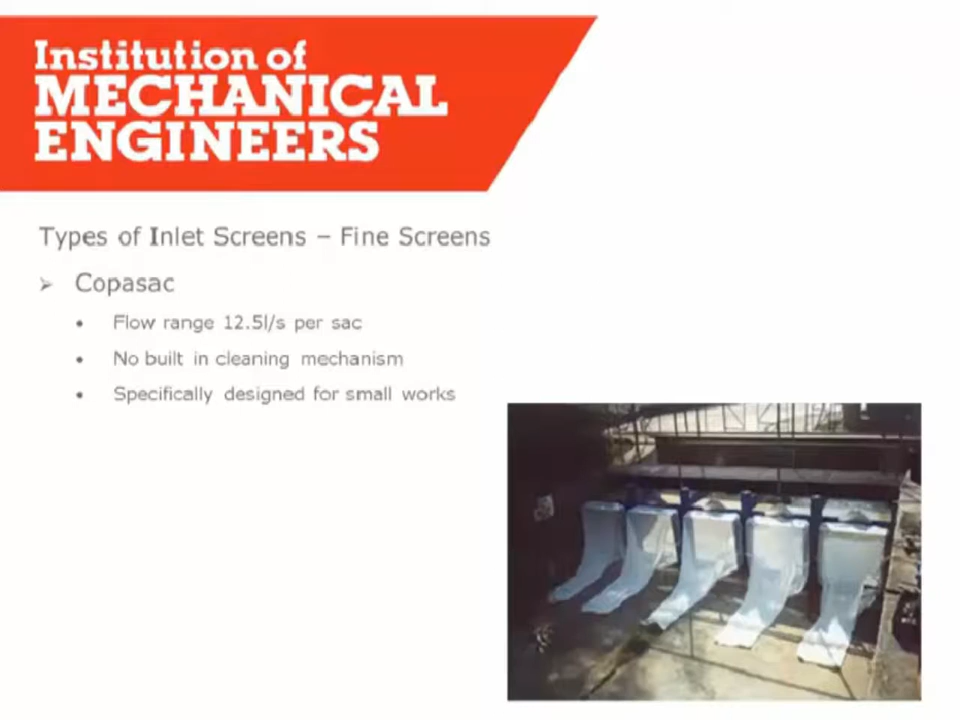 Institution of
MECHANICAL
ENGINEERS
Types of Inlet Screens – Fine Screens
➢ Copasac
• Flow range 12.5l/s per sac
• No built in cleaning mechanism
• Specifically designed for small works